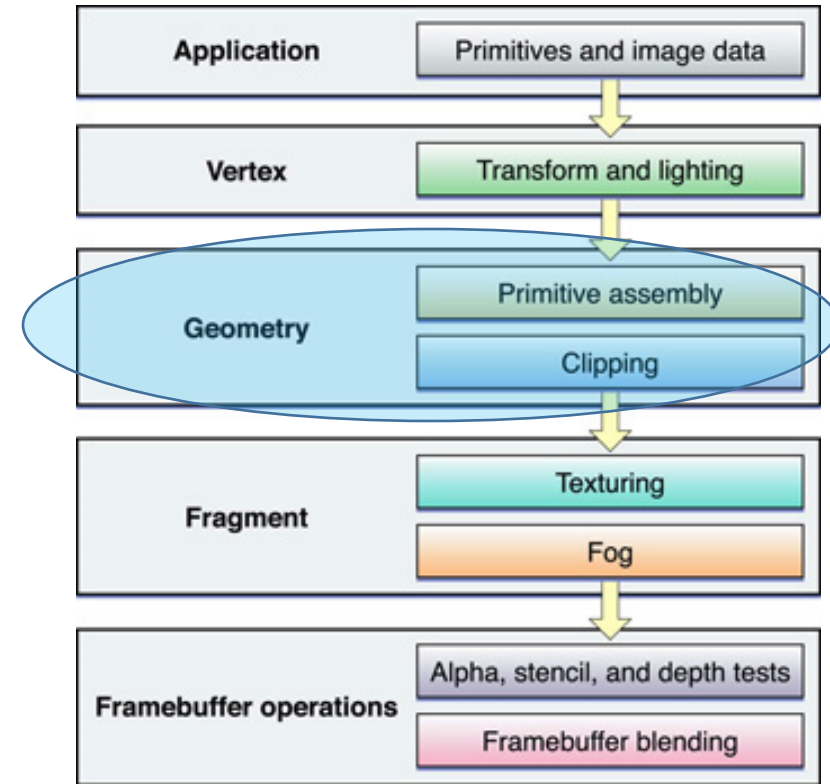 Application
Primitives and image data
Vertex
Transform and lighting
Geometry
Primitive assembly
Clipping
Fragment
Texturing
Fog
Framebuffer operations
Alpha, stencil, and depth tests
Framebuffer blending